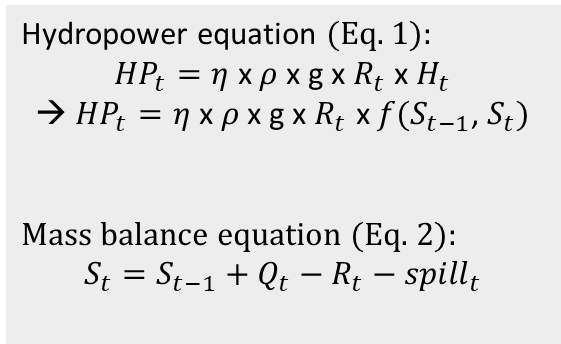 Hydropower equation (Eq. 1):
HPₜ = η x ρ x g x Rₜ x Hₜ
→ HPₜ = η x ρ x g x Rₜ x f(Sₜ₋₁, Sₜ)
Mass balance equation (Eq. 2):
Sₜ = Sₜ₋₁ + Qₜ − Rₜ − spillₜ